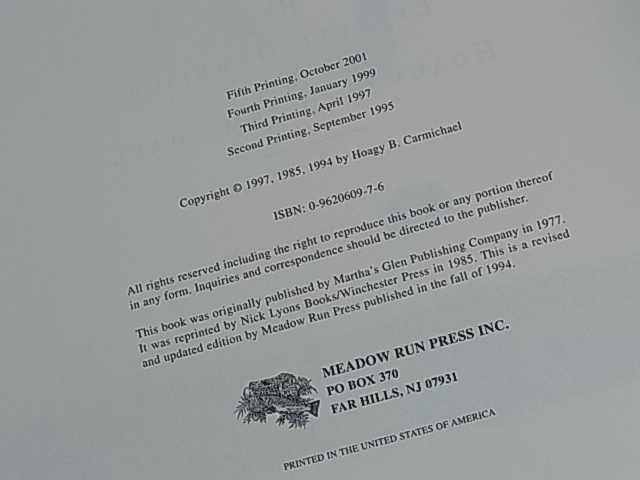 Fifth Printing, October 2001
Fourth Printing, January 1999
Third Printing, April 1997
Second Printing, September 1995
Copyright © 1997, 1985, 1994 by Hoagy B. Carmichael
ISBN: 0-9620609-7-6
All rights reserved including the right to reproduce this book or any portion thereof
in any form. Inquiries and correspondence should be directed to the publisher.
This book was originally published by Martha's Glen Publishing Company in 1977.
It was reprinted by Nick Lyons Books/Winchester Press in 1985. This is a revised
and updated edition by Meadow Run Press published in the fall of 1994.
MEADOW RUN PRESS INC.
PO BOX 370
FAR HILLS, NJ 07931
PRINTED IN THE UNITED STATES OF AMERICA